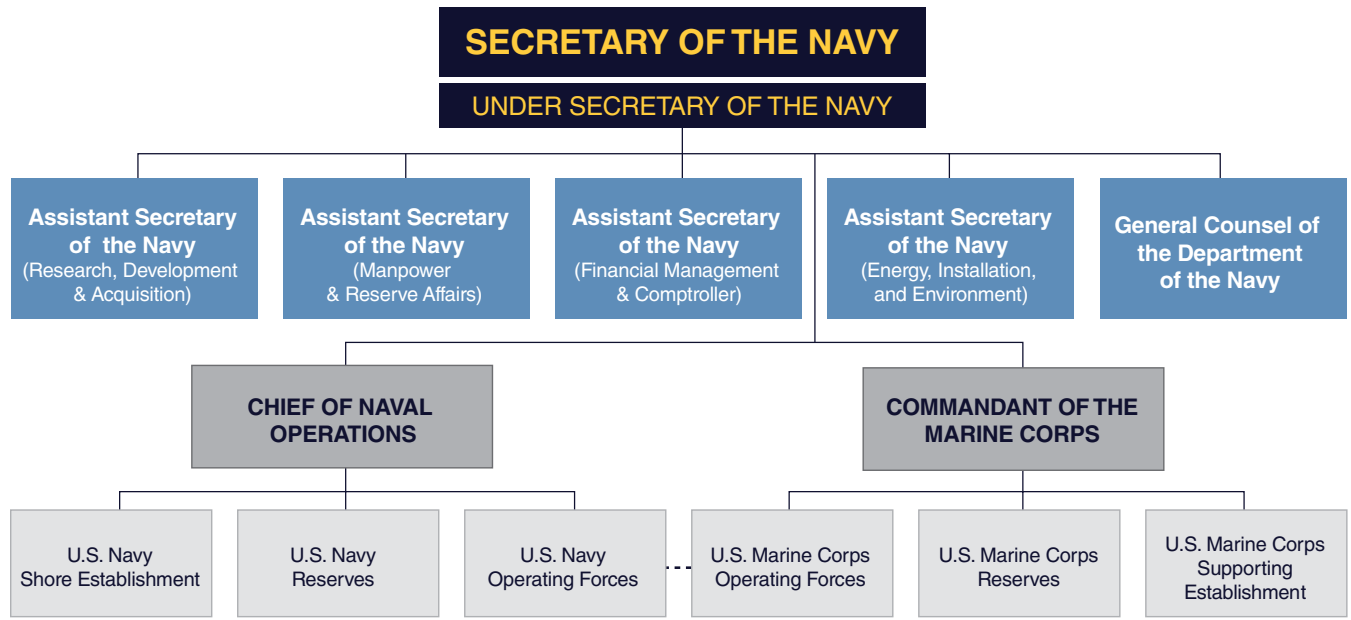 SECRETARY OF THE NAVY
UNDER SECRETARY OF THE NAVY
Assistant Secretary
of the Navy
(Research, Development
& Acquisition)
Assistant Secretary
of the Navy
(Manpower
& Reserve Affairs)
Assistant Secretary
of the Navy
(Financial Management
& Comptroller)
Assistant Secretary
of the Navy
(Energy, Installation,
and Environment)
General Counsel of
the Department
of the Navy
CHIEF OF NAVAL
OPERATIONS
COMMANDANT OF THE
MARINE CORPS
U.S. Navy
Shore Establishment
U.S. Navy
Reserves
U.S. Navy
Operating Forces
U.S. Marine Corps
Operating Forces
U.S. Marine Corps
Reserves
U.S. Marine Corps
Supporting
Establishment